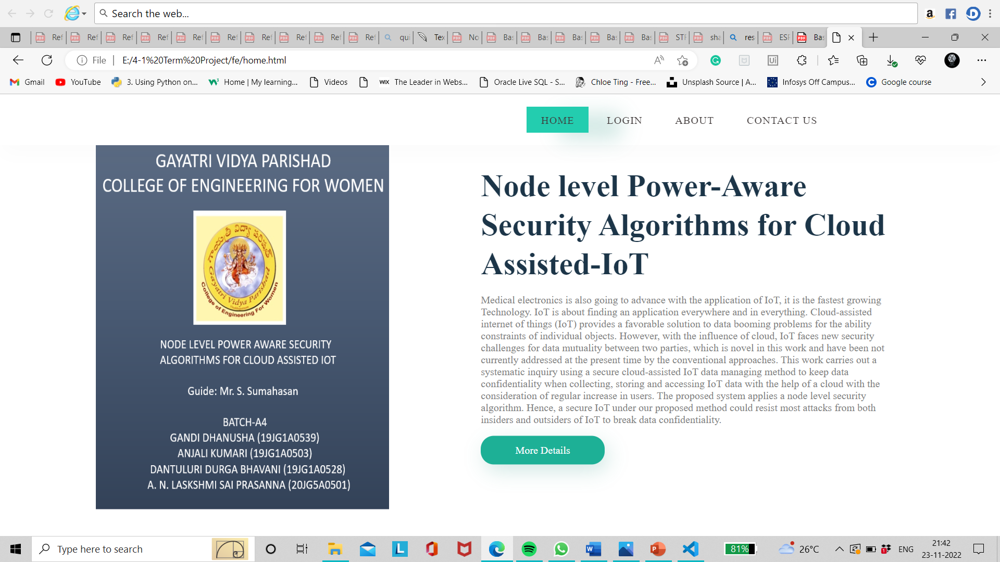 Search the web...
Ref
Ref
Ref
Ref
Ref
Ref
Ref
Ref
Ref
Ref
qui
Tex
No
Bas
Bas
Bas
Bas
Bas
STI
sha
res
ESP
Bas
File
E:/4-1%20Term%20Project/fe/home.html
Gmail
YouTube
3. Using Python on...
Home | My learning...
Videos
WIX
The Leader in Webs...
Oracle Live SQL - S...
Chloe Ting - Free...
Unsplash Source | A...
Infosys Off Campus...
Google course
HOME
LOGIN
ABOUT
CONTACT US
GAYATRI VIDYA PARISHAD
COLLEGE OF ENGINEERING FOR WOMEN
గాయత్రి విద్యా పరిషత్
Gayatri Vidya Parishad
College of Engineering For Women
NODE LEVEL POWER AWARE SECURITY
ALGORITHMS FOR CLOUD ASSISTED IOT
Guide: Mr. S. Sumahasan
BATCH-A4
GANDI DHANUSHA (19JG1A0539)
ANJALI KUMARI (19JG1A0503)
DANTULURI DURGA BHAVANI (19JG1A0528)
A. N. LASKSHMI SAI PRASANNA (20JG5A0501)
Node level Power-Aware
Security Algorithms for Cloud
Assisted-IoT
Medical electronics is also going to advance with the application of IoT, it is the fastest growing
Technology. IoT is about finding an application everywhere and in everything. Cloud-assisted
internet of things (IoT) provides a favorable solution to data booming problems for the ability
constraints of individual objects. However, with the influence of cloud, IoT faces new security
challenges for data mutuality between two parties, which is novel in this work and have been not
currently addressed at the present time by the conventional approaches. This work carries out a
systematic inquiry using a secure cloud-assisted IoT data managing method to keep data
confidentiality when collecting, storing and accessing IoT data with the help of a cloud with the
consideration of regular increase in users. The proposed system applies a node level security
algorithm. Hence, a secure IoT under our proposed method could resist most attacks from both
insiders and outsiders of IoT to break data confidentiality.
More Details
Type here to search
81%
26°C
ENG
21:42
23-11-2022